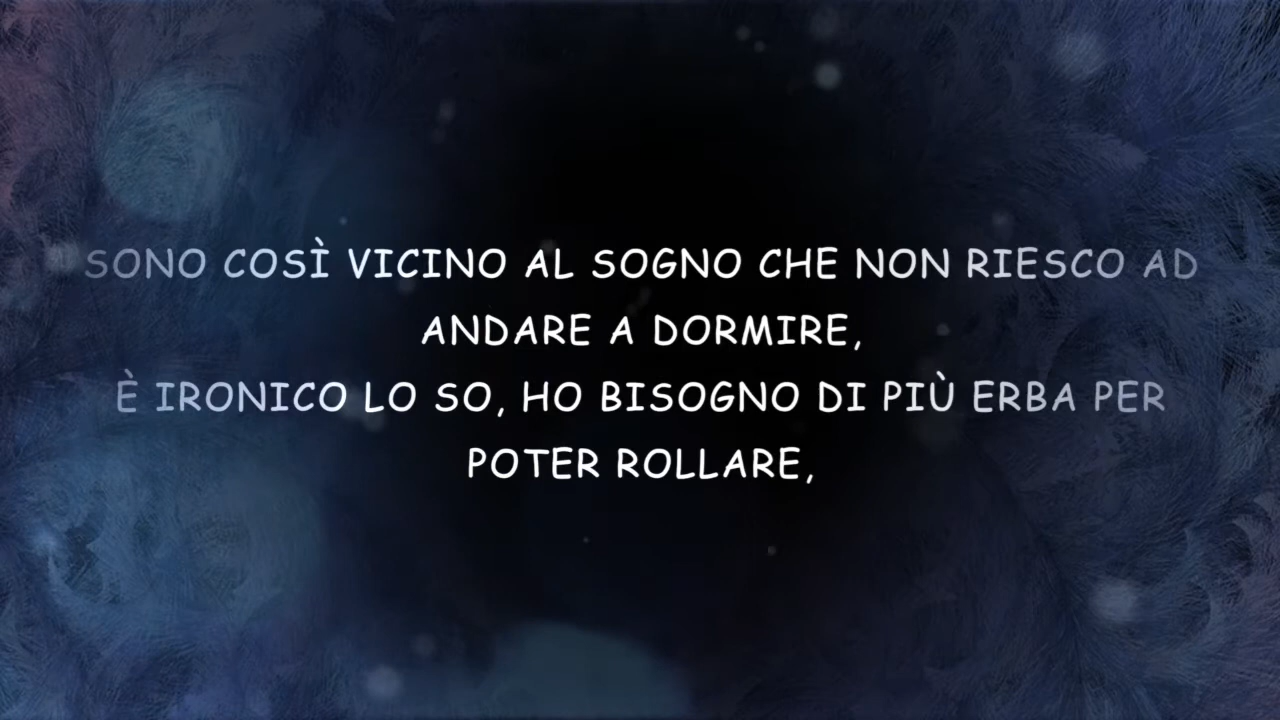 SONO COSÌ VICINO AL SOGNO CHE NON RIESCO AD
ANDARE A DORMIRE,
È IRONICO LO SO, HO BISOGNO DI PIÙ ERBA PER
POTER ROLLARE,